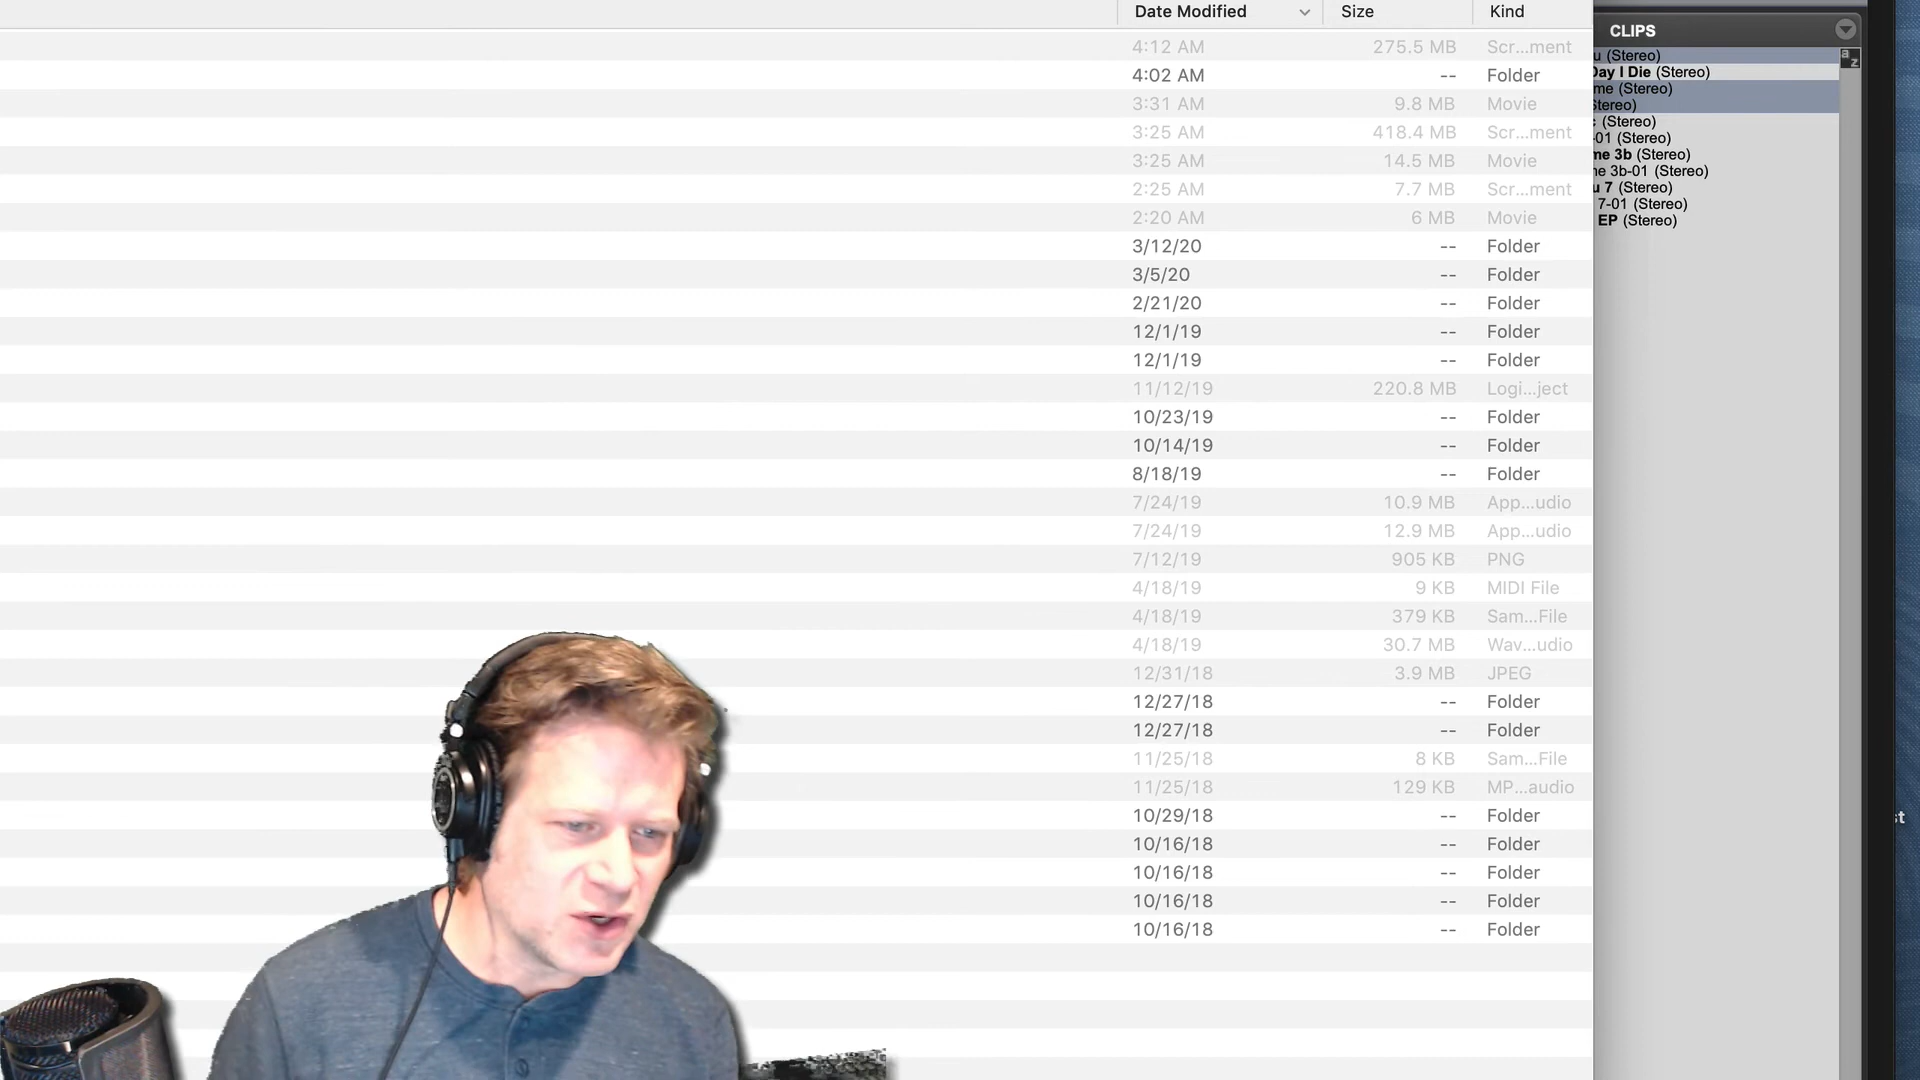 Date Modified Size Kind
4:12 AM 275.5 MB Scr...ment
4:02 AM -- Folder
3:31 AM 9.8 MB Movie
3:25 AM 418.4 MB Scr...ment
3:25 AM 14.5 MB Movie
2:25 AM 7.7 MB Scr...ment
2:20 AM 6 MB Movie
3/12/20 -- Folder
3/5/20 -- Folder
2/21/20 -- Folder
12/1/19 -- Folder
12/1/19 -- Folder
11/12/19 220.8 MB Logi...ject
10/23/19 -- Folder
10/14/19 -- Folder
8/18/19 -- Folder
7/24/19 10.9 MB App...udio
7/24/19 12.9 MB App...udio
7/12/19 905 KB PNG
4/18/19 9 KB MIDI File
4/18/19 379 KB Sam...File
4/18/19 30.7 MB Wav...udio
12/31/18 3.9 MB JPEG
12/27/18 -- Folder
12/27/18 -- Folder
11/25/18 8 KB Sam...File
11/25/18 129 KB MP...audio
10/29/18 -- Folder
10/16/18 -- Folder
10/16/18 -- Folder
10/16/18 -- Folder
10/16/18 -- Folder
CLIPS
u (Stereo)
Day I Die (Stereo)
me (Stereo)
Stereo)
(Stereo)
-01 (Stereo)
me 3b (Stereo)
ne 3b-01 (Stereo)
u 7 (Stereo)
7-01 (Stereo)
EP (Stereo)
a z
st